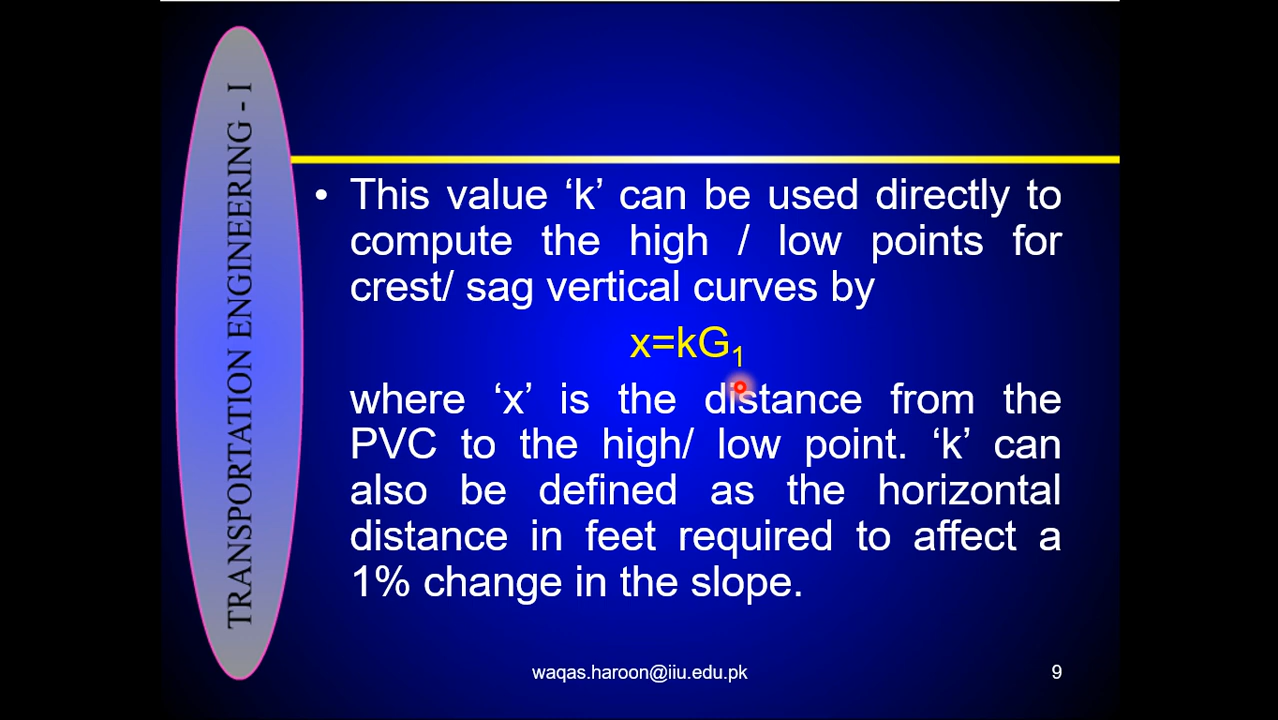 TRANSPORTATION ENGINEERING - I
• This value ‘k’ can be used directly to
compute the high / low points for
crest/ sag vertical curves by
x=kG₁
where ‘x’ is the distance from the
PVC to the high/ low point. ‘k’ can
also be defined as the horizontal
distance in feet required to affect a
1% change in the slope.
waqas.haroon@iiu.edu.pk
9